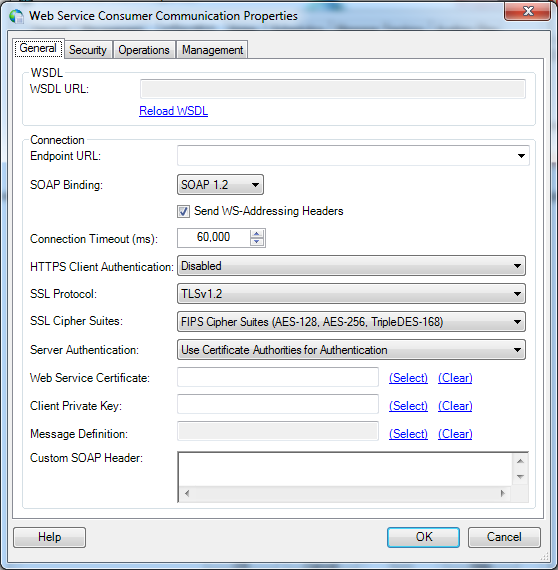 Web Service Consumer Communication Properties
General Security Operations Management
WSDL
WSDL URL:
Reload WSDL
Connection
Endpoint URL:
SOAP Binding: SOAP 1.2
Send WS-Addressing Headers
Connection Timeout (ms): 60,000
HTTPS Client Authentication: Disabled
SSL Protocol: TLSv1.2
SSL Cipher Suites: FIPS Cipher Suites (AES-128, AES-256, TripleDES-168)
Server Authentication: Use Certificate Authorities for Authentication
Web Service Certificate: (Select) (Clear)
Client Private Key: (Select) (Clear)
Message Definition: (Select) (Clear)
Custom SOAP Header:
Help OK Cancel